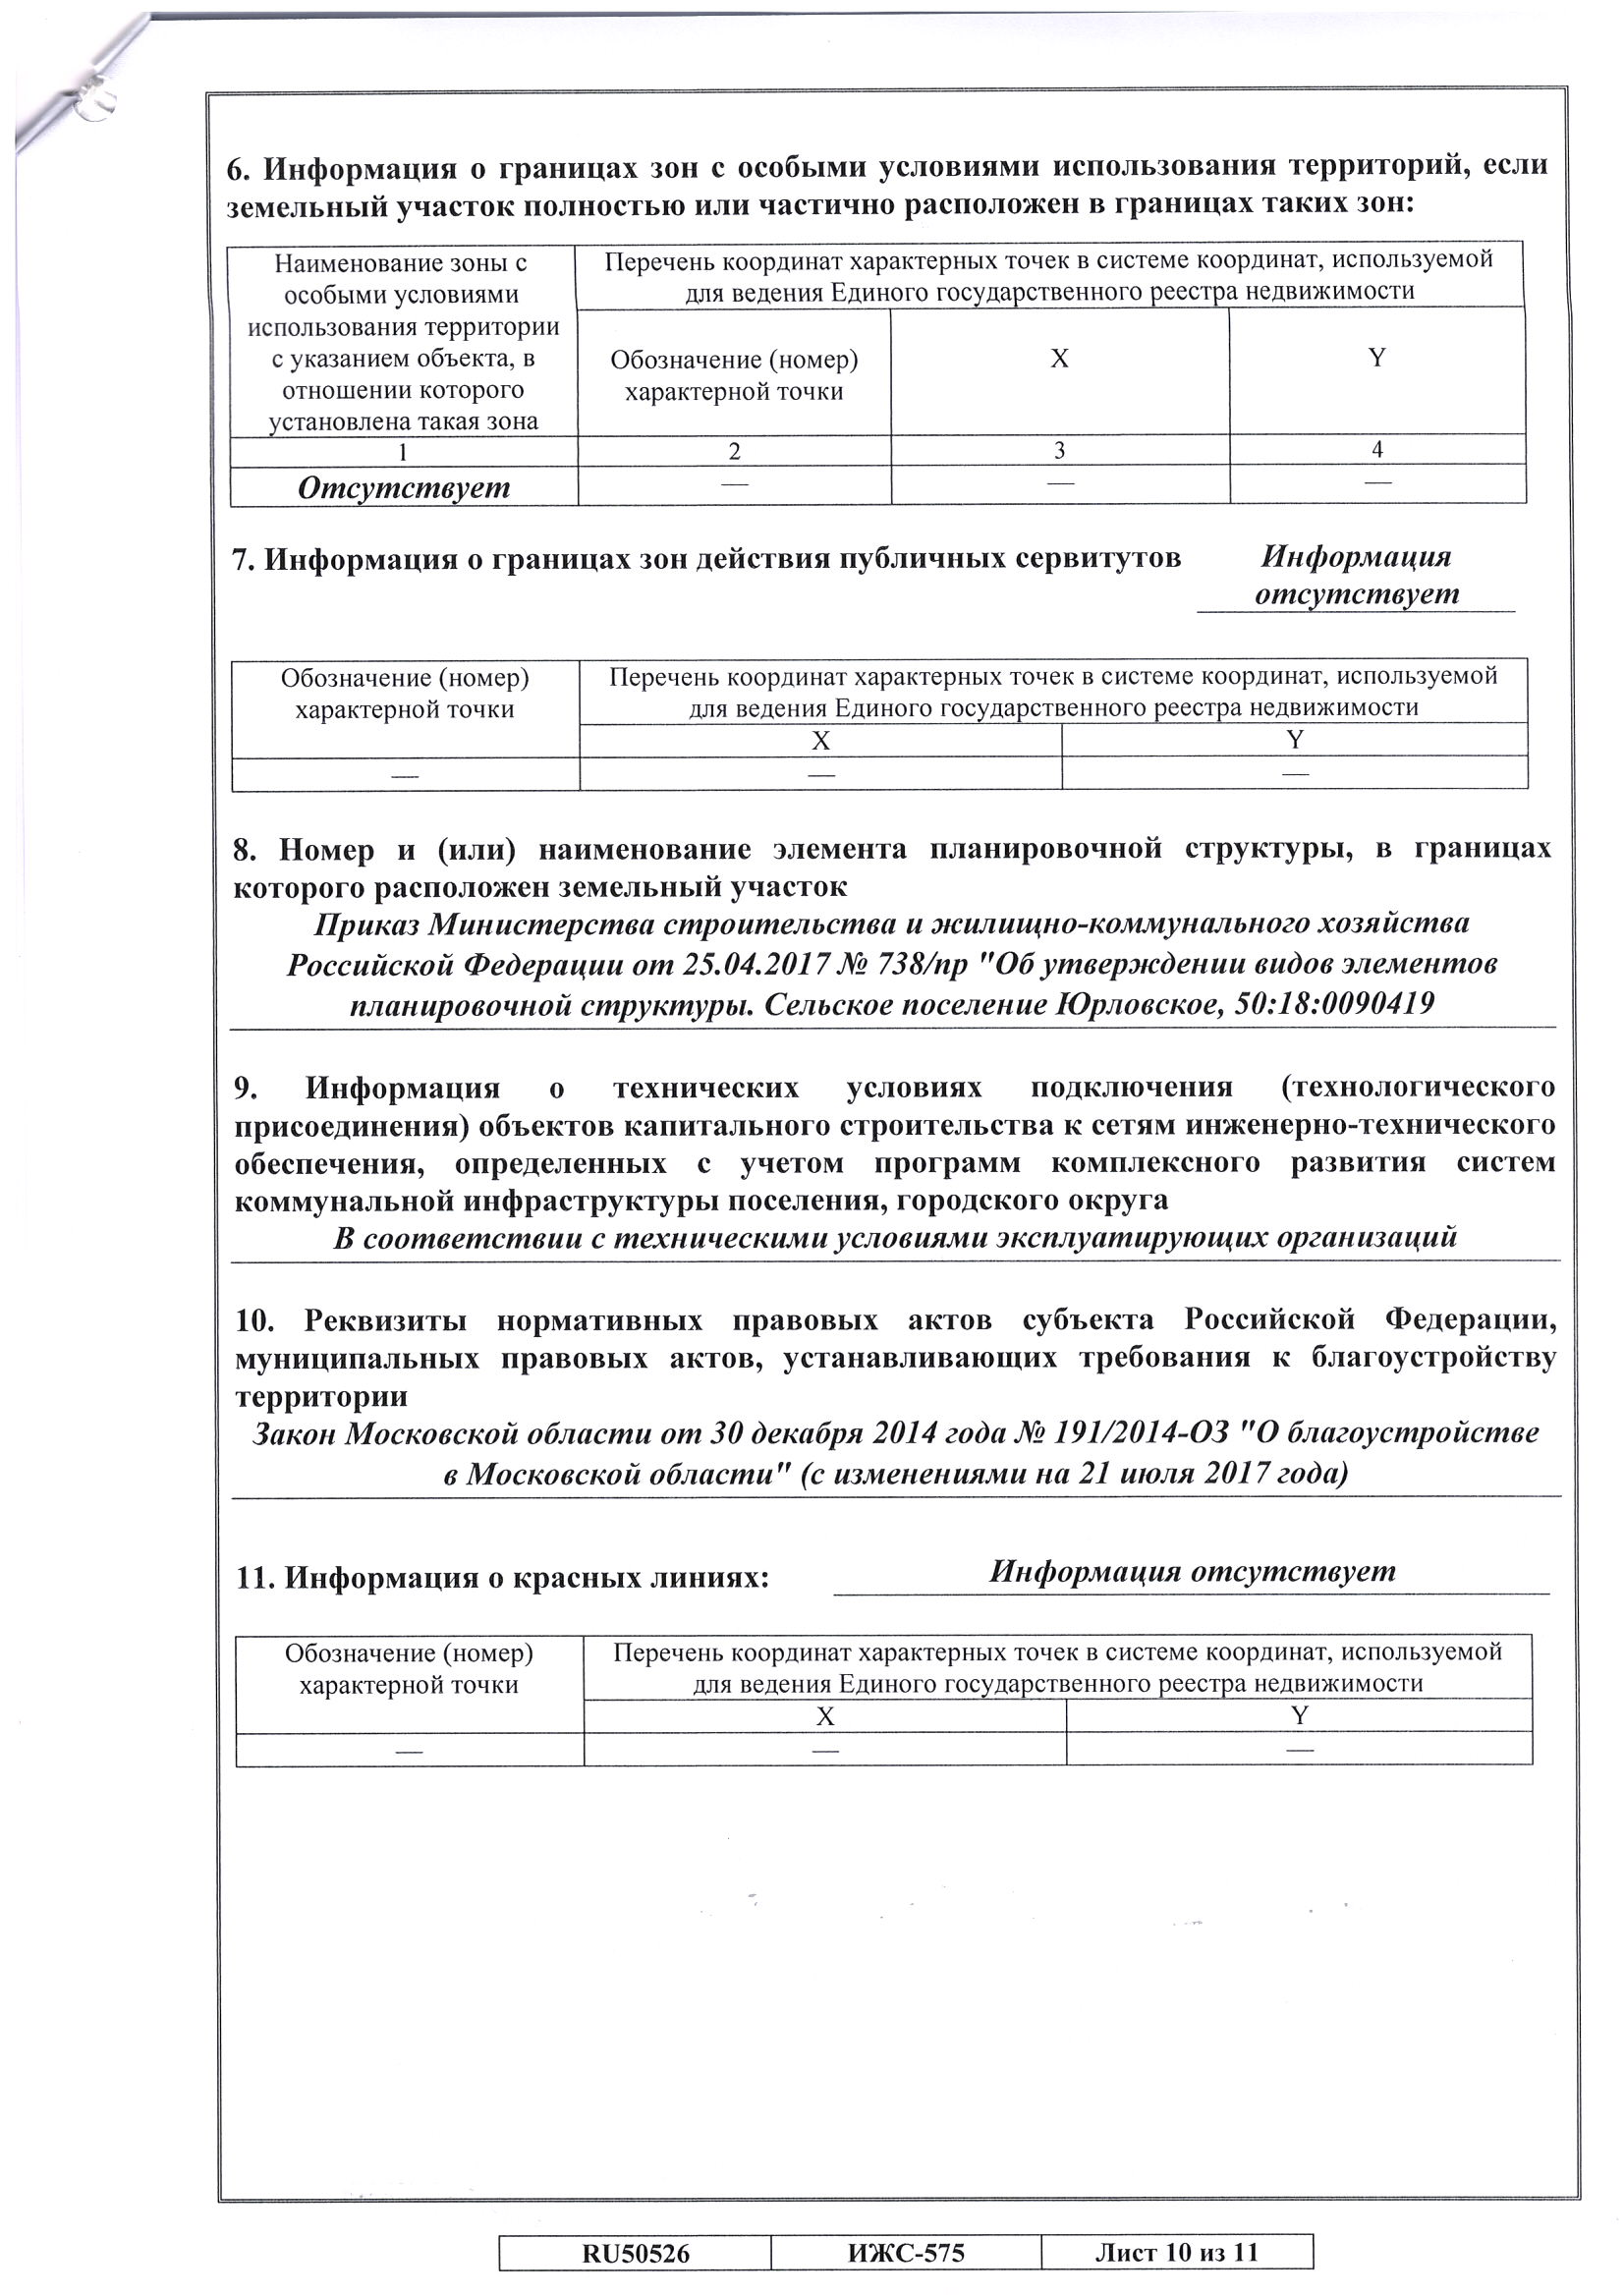 6. Информация о границах зон с особыми условиями использования территорий, если
земельный участок полностью или частично расположен в границах таких зон:
Наименование зоны с
особыми условиями
использования территории
с указанием объекта, в
отношении которого
установлена такая зона
Перечень координат характерных точек в системе координат, используемой
для ведения Единого государственного реестра недвижимости
Обозначение (номер)
характерной точки
X
Y
1
2
3
4
Отсутствует
—
—
—
7. Информация о границах зон действия публичных сервитутов
Информация
отсутствует
Обозначение (номер)
характерной точки
Перечень координат характерных точек в системе координат, используемой
для ведения Единого государственного реестра недвижимости
X
Y
—
—
—
8. Номер и (или) наименование элемента планировочной структуры, в границах
которого расположен земельный участок
Приказ Министерства строительства и жилищно-коммунального хозяйства
Российской Федерации от 25.04.2017 № 738/пр "Об утверждении видов элементов
планировочной структуры. Сельское поселение Юрловское, 50:18:0090419
9. Информация о технических условиях подключения (технологического
присоединения) объектов капитального строительства к сетям инженерно-технического
обеспечения, определенных с учетом программ комплексного развития систем
коммунальной инфраструктуры поселения, городского округа
В соответствии с техническими условиями эксплуатирующих организаций
10. Реквизиты нормативных правовых актов субъекта Российской Федерации,
муниципальных правовых актов, устанавливающих требования к благоустройству
территории
Закон Московской области от 30 декабря 2014 года № 191/2014-ОЗ "О благоустройстве
в Московской области" (с изменениями на 21 июля 2017 года)
11. Информация о красных линиях:
Информация отсутствует
Обозначение (номер)
характерной точки
Перечень координат характерных точек в системе координат, используемой
для ведения Единого государственного реестра недвижимости
X
Y
—
—
—
RU50526
ИЖС-575
Лист 10 из 11